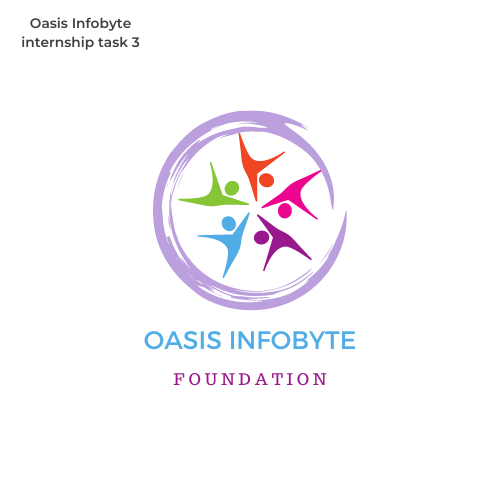 Oasis Infobyte
internship task 3
OASIS INFOBYTE
FOUNDATION